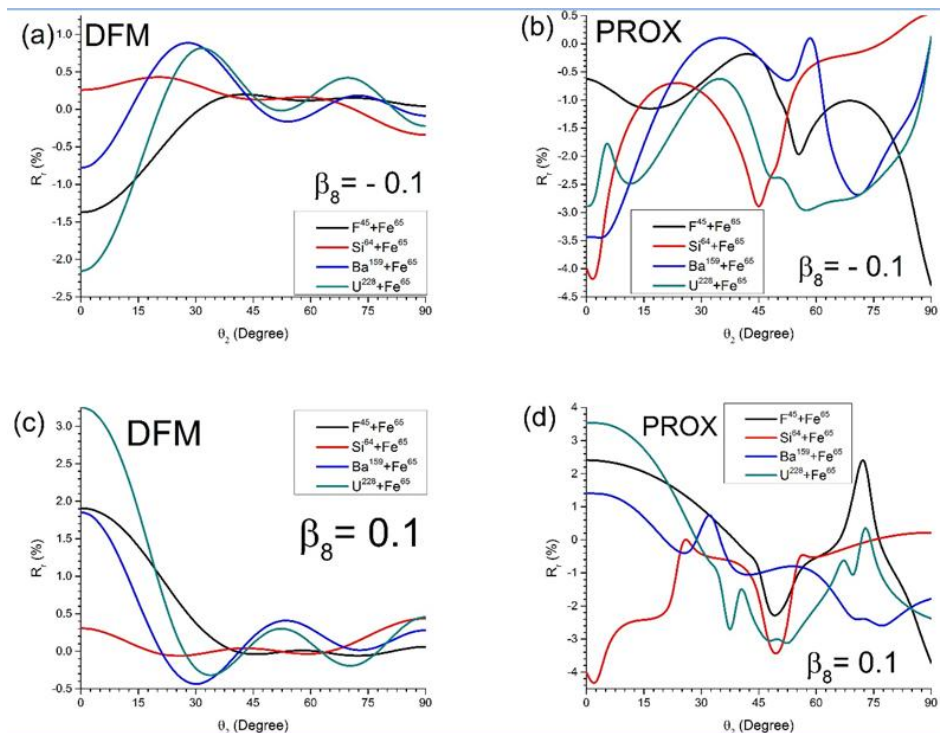 (a) DFM
R_r (%)
1.0
0.5
0.0
-0.5
-1.0
-1.5
-2.0
-2.5
β₈ = - 0.1
F⁴⁵+Fe⁶⁵
Si⁶⁴+Fe⁶⁵
Ba¹⁵⁹+Fe⁶⁵
U²²⁸+Fe⁶⁵
0 15 30 45 60 75 90
θ₂ (Degree)
(b) PROX
R_r (%)
0.5
0.0
-0.5
-1.0
-1.5
-2.0
-2.5
-3.0
-3.5
-4.0
-4.5
F⁴⁵+Fe⁶⁵
Si⁶⁴+Fe⁶⁵
Ba¹⁵⁹+Fe⁶⁵
U²²⁸+Fe⁶⁵
β₈ = - 0.1
0 15 30 45 60 75 90
θ₂ (Degree)
(c) DFM
R_r (%)
3.0
2.5
2.0
1.5
1.0
0.5
0.0
-0.5
F⁴⁵+Fe⁶⁵
Si⁶⁴+Fe⁶⁵
Ba¹⁵⁹+Fe⁶⁵
U²²⁸+Fe⁶⁵
β₈ = 0.1
0 15 30 45 60 75 90
θ₂ (Degree)
(d) PROX
R_r (%)
4
3
2
1
0
-1
-2
-3
-4
F⁴⁵+Fe⁶⁵
Si⁶⁴+Fe⁶⁵
Ba¹⁵⁹+Fe⁶⁵
U²²⁸+Fe⁶⁵
β₈ = 0.1
0 15 30 45 60 75 90
θ₂ (Degree)